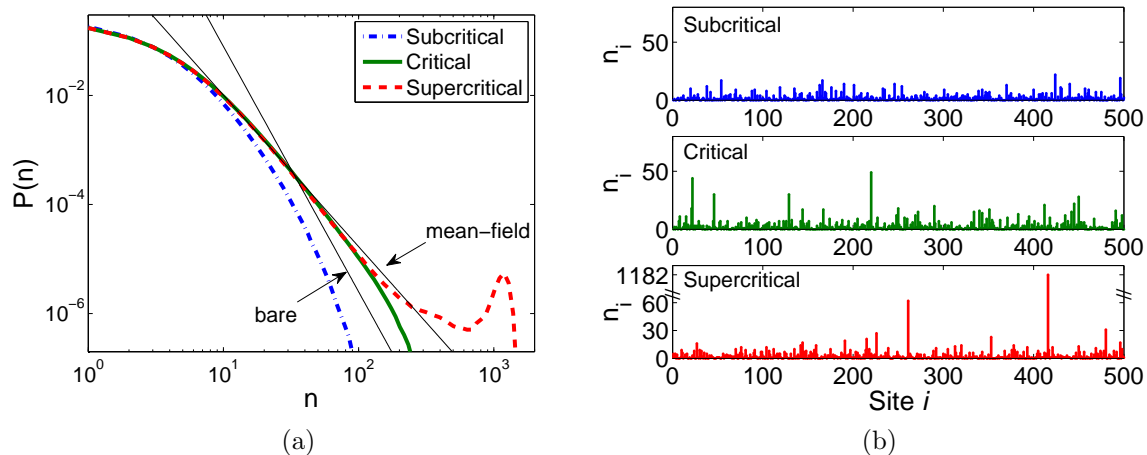 Subcritical
Critical
Supercritical
10^-2
10^-4
10^-6
P(n)
mean-field
bare
10^0
10^1
10^2
10^3
n
(a)
Subcritical
50
0
n_i
0 100 200 300 400 500
Critical
50
0
n_i
0 100 200 300 400 500
Supercritical
1182
60
30
0
n_i
0 100 200 300 400 500
Site i
(b)